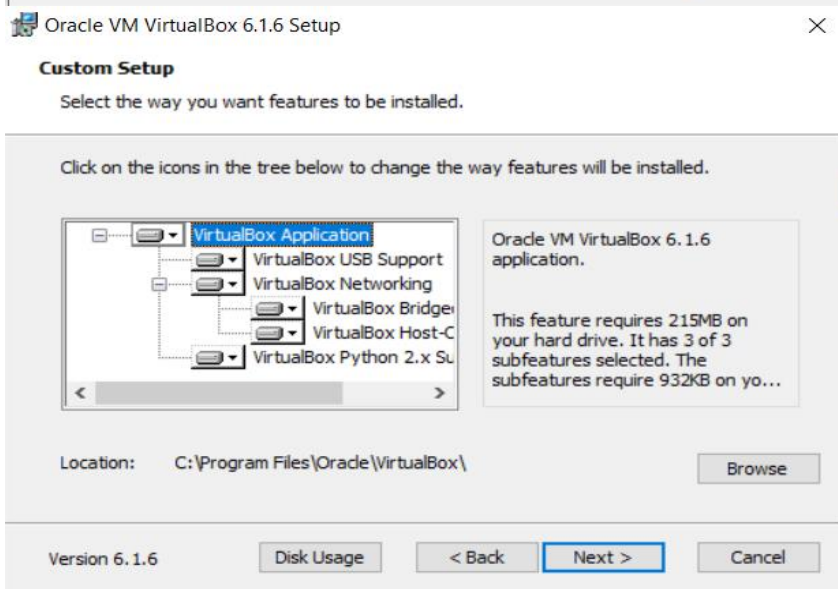 Oracle VM VirtualBox 6.1.6 Setup
Custom Setup
Select the way you want features to be installed.
Click on the icons in the tree below to change the way features will be installed.
VirtualBox Application
VirtualBox USB Support
VirtualBox Networking
VirtualBox Bridge
VirtualBox Host-C
VirtualBox Python 2.x Su
Oracle VM VirtualBox 6.1.6
application.
This feature requires 215MB on
your hard drive. It has 3 of 3
subfeatures selected. The
subfeatures require 932KB on yo...
Location: C:\Program Files\Oracle\VirtualBox\
Browse
Version 6.1.6 Disk Usage < Back Next > Cancel